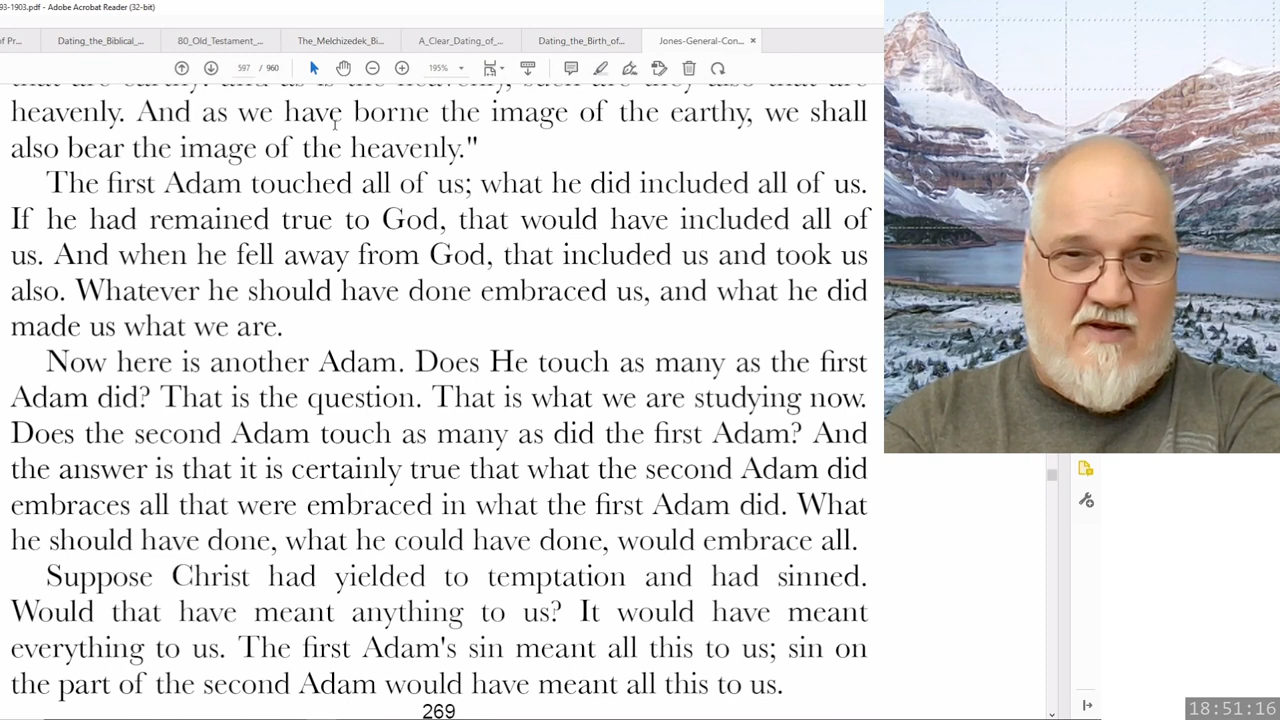 93-1903.pdf - Adobe Acrobat Reader (32-bit)
of Pr... Dating_the_Biblical_... 80_Old_Testament_... The_Melchizedek_Bi... A_Clear_Dating_of_... Dating_the_Birth_of... Jones-General-Con... ×
597 / 960 195%
heavenly. And as we have borne the image of the earthy, we shall
also bear the image of the heavenly."
The first Adam touched all of us; what he did included all of us.
If he had remained true to God, that would have included all of
us. And when he fell away from God, that included us and took us
also. Whatever he should have done embraced us, and what he did
made us what we are.
Now here is another Adam. Does He touch as many as the first
Adam did? That is the question. That is what we are studying now.
Does the second Adam touch as many as did the first Adam? And
the answer is that it is certainly true that what the second Adam did
embraces all that were embraced in what the first Adam did. What
he should have done, what he could have done, would embrace all.
Suppose Christ had yielded to temptation and had sinned.
Would that have meant anything to us? It would have meant
everything to us. The first Adam's sin meant all this to us; sin on
the part of the second Adam would have meant all this to us.
269
18:51:16